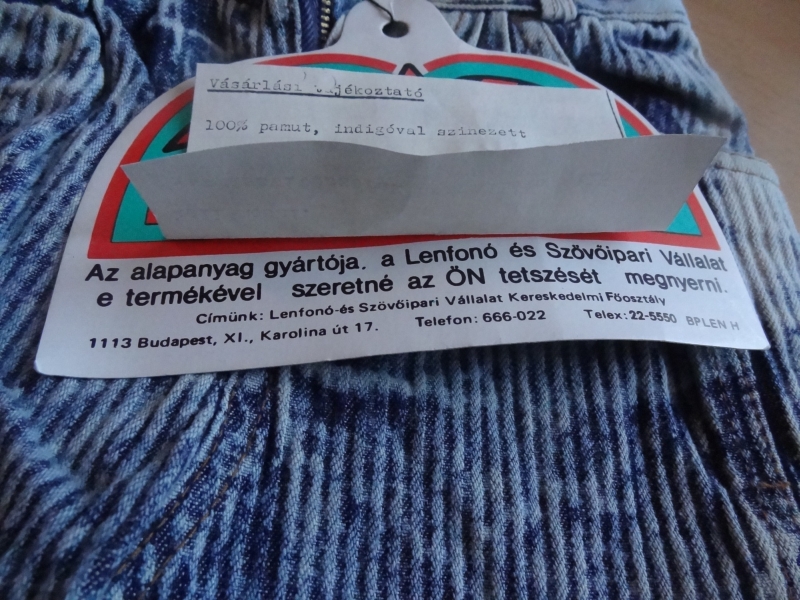 Vásárlási tájékoztató
100% pamut, indigóval szinezett
Az alapanyag gyártója, a Lenfonó és Szövőipari Vállalat
e termékével szeretné az ÖN tetszését megnyerni.
Címünk: Lenfonó-és Szövőipari Vállalat Kereskedelmi Főosztály
1113 Budapest, XI., Karolina út 17. Telefon: 666-022 Telex: 22-5550 BPLEN H